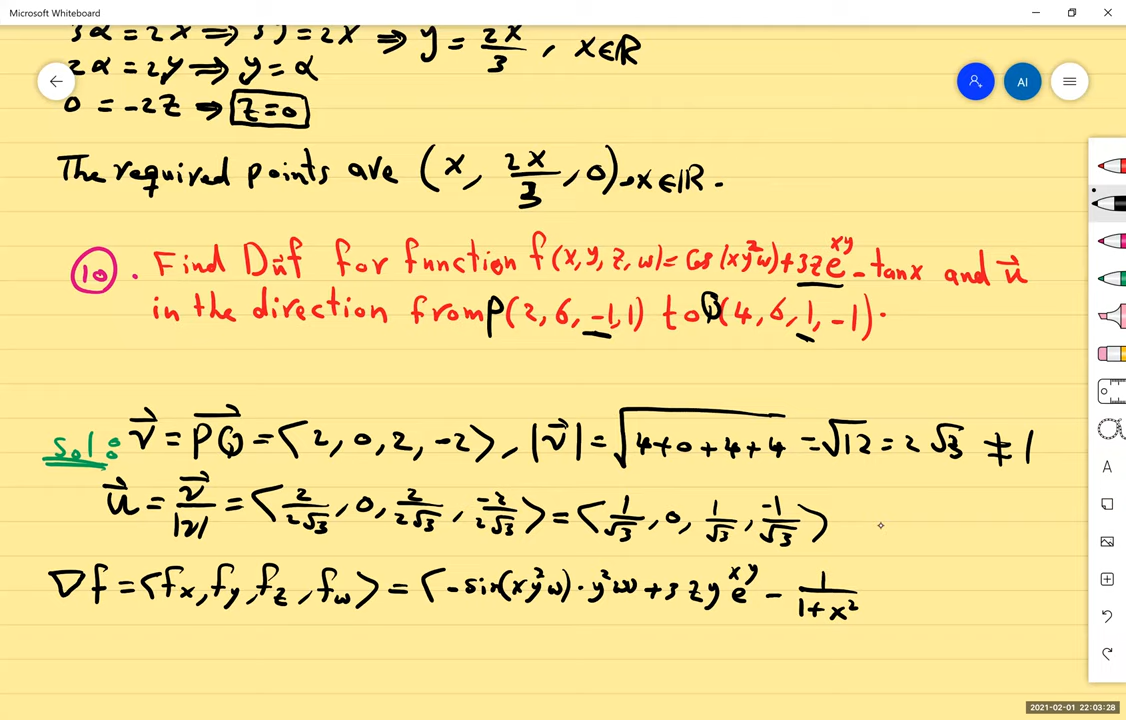 Microsoft Whiteboard
3α = 2x ⟹ 3y = 2x ⟹ y = 2x/3 , x∈ℝ
2α = 2y ⟹ y = α
0 = -2z ⟹ z=0
AI
The required points are (x, 2x/3, 0), x∈ℝ.
10. Find Dūf for function f(x,y,z,w)= cos(xy²w)+3ze^xy - tanx and u⃗
in the direction from P(2,6,-1,1) to Q(4,6,1,-1).
Sol: v⃗ = PQ⃗ = <2,0,2,-2>, |v⃗| = √(4+0+4+4) = √12 = 2√3 ≠ 1
u⃗ = v⃗/|v| = <2/2√3, 0, 2/2√3, -2/2√3> = <1/√3, 0, 1/√3, -1/√3>
∇f = <fx, fy, fz, fw> = <-sin(xy²w)·y²w + 3zye^xy - 1/(1+x²)
A
2021-02-01 22:03:28